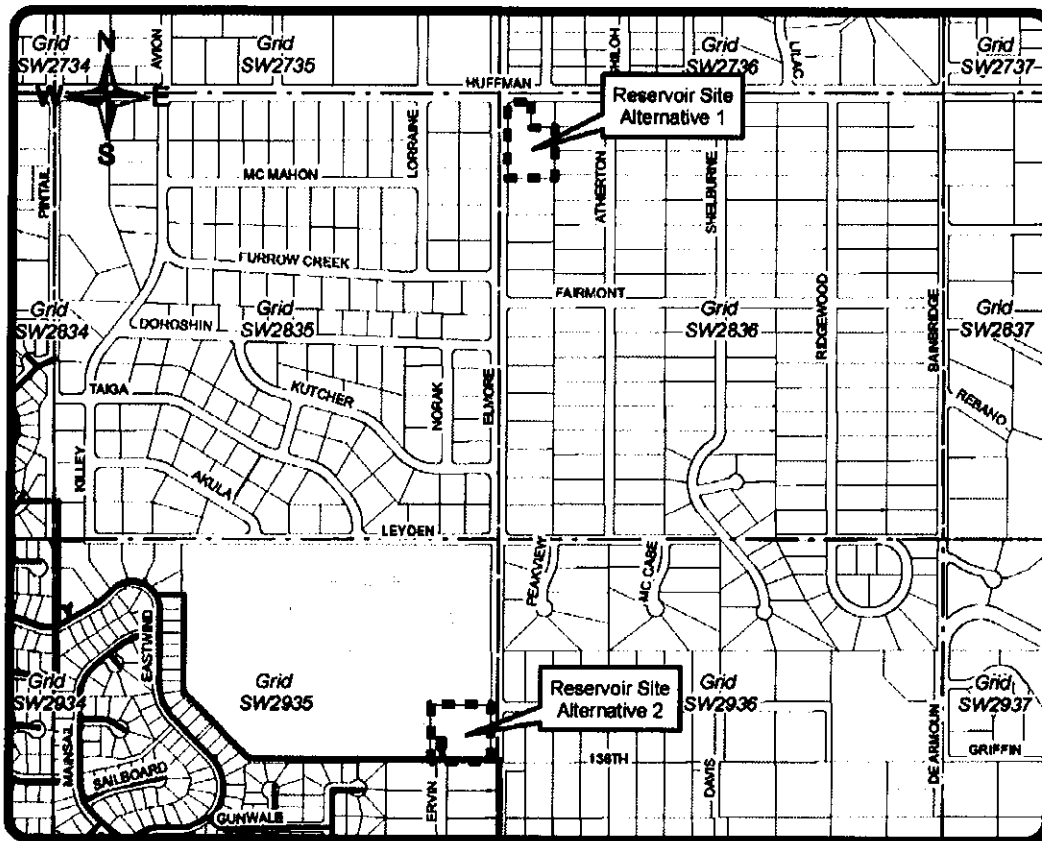 Grid
SW2734
N
AVION
Grid
SW2735
HILOH
Grid
SW2736
LILAC
Grid
SW2737
W
E
S
HUFFMAN
Reservoir Site
Alternative 1
LORRAINE
PINTAIL
MC MAHON
ATHERTON
SHELBURNE
FURROW CREEK
FAIRMONT
Grid
SW2834
DOROSHIN
Grid
SW2835
Grid
SW2836
RIDGEWOOD
BAINBRIDGE
Grid
SW2837
TAIGA
KUTCHER
NORAK
ELMORE
REBANO
KILLEY
AKULA
LEYDEN
PEAKVIEW
MC CABE
EASTWIND
Grid
SW2934
Grid
SW2935
Reservoir Site
Alternative 2
Grid
SW2936
Grid
SW2937
MAINSAIL
SAILBOARD
GUNWALE
ERVIN
136TH
DAVIS
DE ARMOUN
GRIFFIN